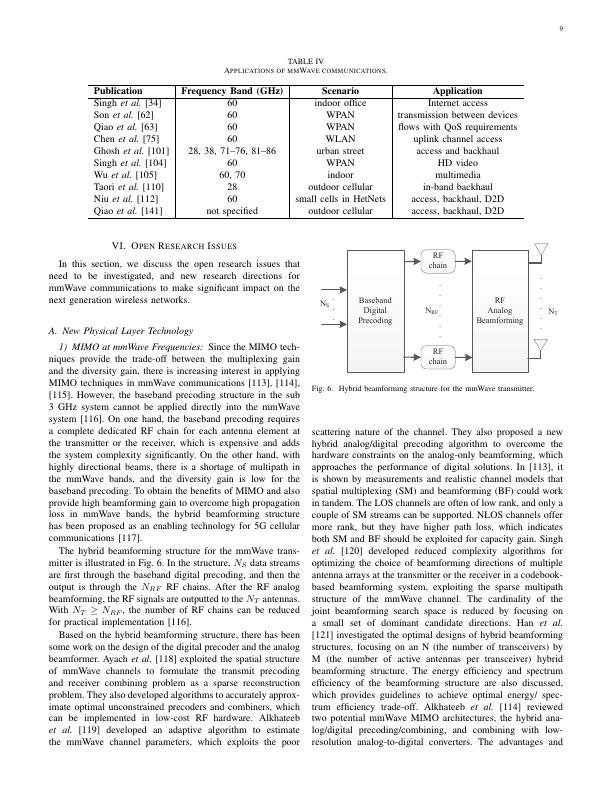 9
TABLE IV
APPLICATIONS OF MMWAVE COMMUNICATIONS.
Publication Frequency Band (GHz) Scenario Application
Singh et al. [34] 60 indoor office Internet access
Son et al. [62] 60 WPAN transmission between devices
Qiao et al. [63] 60 WPAN flows with QoS requirements
Chen et al. [75] 60 WLAN uplink channel access
Ghosh et al. [101] 28, 38, 71–76, 81–86 urban street access and backhaul
Singh et al. [104] 60 WPAN HD video
Wu et al. [105] 60, 70 indoor multimedia
Taori et al. [110] 28 outdoor cellular in-band backhaul
Niu et al. [112] 60 small cells in HetNets access, backhaul, D2D
Qiao et al. [141] not specified outdoor cellular access, backhaul, D2D
VI. OPEN RESEARCH ISSUES
In this section, we discuss the open research issues that
need to be investigated, and new research directions for
mmWave communications to make significant impact on the
next generation wireless networks.
A. New Physical Layer Technology
1) MIMO at mmWave Frequencies: Since the MIMO tech-
niques provide the trade-off between the multiplexing gain
and the diversity gain, there is increasing interest in applying
MIMO techniques in mmWave communications [113], [114],
[115]. However, the baseband precoding structure in the sub
3 GHz system cannot be applied directly into the mmWave
system [116]. On one hand, the baseband precoding requires
a complete dedicated RF chain for each antenna element at
the transmitter or the receiver, which is expensive and adds
the system complexity significantly. On the other hand, with
highly directional beams, there is a shortage of multipath in
the mmWave bands, and the diversity gain is low for the
baseband precoding. To obtain the benefits of MIMO and also
provide high beamforming gain to overcome high propagation
loss in mmWave bands, the hybrid beamforming structure
has been proposed as an enabling technology for 5G cellular
communications [117].
The hybrid beamforming structure for the mmWave trans-
mitter is illustrated in Fig. 6. In the structure, NS data streams
are first through the baseband digital precoding, and then the
output is through the NRF RF chains. After the RF analog
beamforming, the RF signals are outputted to the NT antennas.
With NT ≥ NRF, the number of RF chains can be reduced
for practical implementation [116].
Based on the hybrid beamforming structure, there has been
some work on the design of the digital precoder and the analog
beamformer. Ayach et al. [118] exploited the spatial structure
of mmWave channels to formulate the transmit precoding
and receiver combining problem as a sparse reconstruction
problem. They also developed algorithms to accurately approx-
imate optimal unconstrained precoders and combiners, which
can be implemented in low-cost RF hardware. Alkhateeb
et al. [119] developed an adaptive algorithm to estimate
the mmWave channel parameters, which exploits the poor
NS
Baseband
Digital
Precoding
RF
chain
NRF
RF
chain
RF
Analog
Beamforming
NT
Fig. 6. Hybrid beamforming structure for the mmWave transmitter.
scattering nature of the channel. They also proposed a new
hybrid analog/digital precoding algorithm to overcome the
hardware constraints on the analog-only beamforming, which
approaches the performance of digital solutions. In [113], it
is shown by measurements and realistic channel models that
spatial multiplexing (SM) and beamforming (BF) could work
in tandem. The LOS channels are often of low rank, and only a
couple of SM streams can be supported. NLOS channels offer
more rank, but they have higher path loss, which indicates
both SM and BF should be exploited for capacity gain. Singh
et al. [120] developed reduced complexity algorithms for
optimizing the choice of beamforming directions of multiple
antenna arrays at the transmitter or the receiver in a codebook-
based beamforming system, exploiting the sparse multipath
structure of the mmWave channel. The cardinality of the
joint beamforming search space is reduced by focusing on
a small set of dominant candidate directions. Han et al.
[121] investigated the optimal designs of hybrid beamforming
structures, focusing on an N (the number of transceivers) by
M (the number of active antennas per transceiver) hybrid
beamforming structure. The energy efficiency and spectrum
efficiency of the beamforming structure are also discussed,
which provides guidelines to achieve optimal energy/ spec-
trum efficiency trade-off. Alkhateeb et al. [114] reviewed
two potential mmWave MIMO architectures, the hybrid ana-
log/digital precoding/combining, and combining with low-
resolution analog-to-digital converters. The advantages and